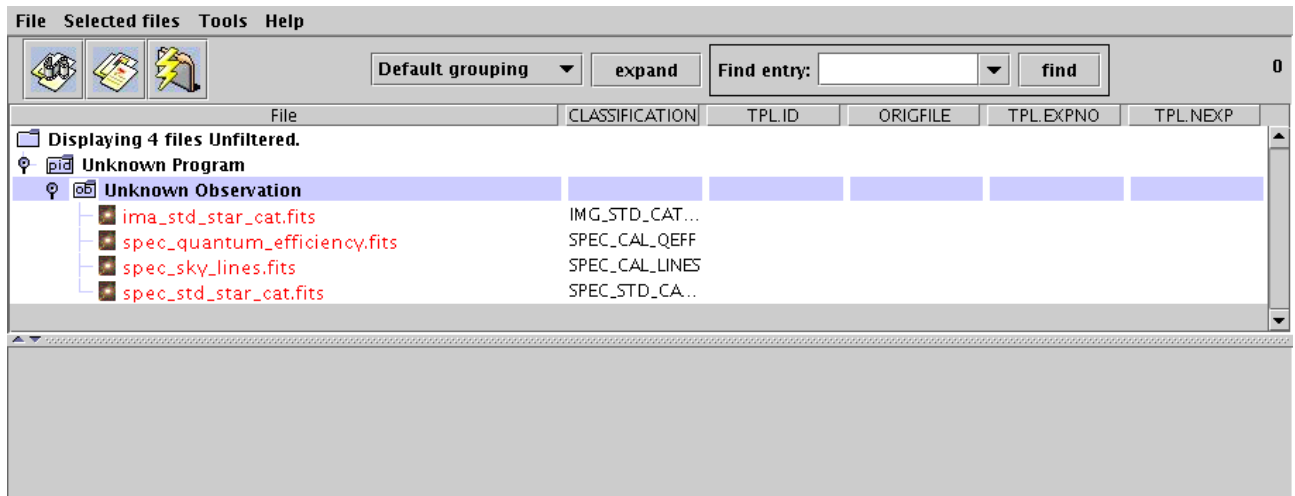 File Selected files Tools Help
Default grouping expand Find entry: find 0
File CLASSIFICATION TPL.ID ORIGFILE TPL.EXPNO TPL.NEXP
Displaying 4 files Unfiltered.
pid Unknown Program
ob Unknown Observation
ima_std_star_cat.fits IMG_STD_CAT...
spec_quantum_efficiency.fits SPEC_CAL_QEFF
spec_sky_lines.fits SPEC_CAL_LINES
spec_std_star_cat.fits SPEC_STD_CA...